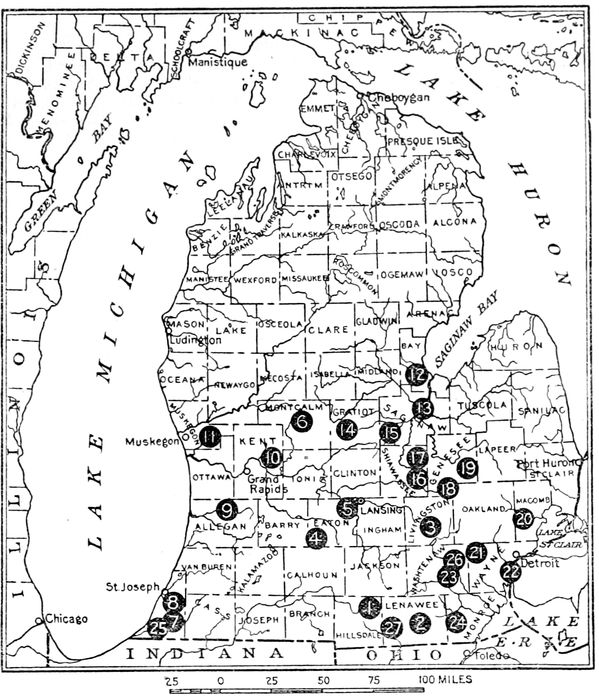 CHIP
DICKINSON
MENOMINEE
DELTA
SCHOOLCRAFT
MACKINAC
Manistique
LAKE HURON
EMMET
Cheboygan
CHEBOYGAN
PRESQUE ISLE
GREEN BAY
CHARLEVOIX
LEELANAU
ANTRIM
OTSEGO
MONTMORENCY
ALPENA
BENZIE
GRAND TRAVERSE
KALKASKA
CRAWFORD
OSCODA
ALCONA
LAKE MICHIGAN
MANISTEE
WEXFORD
MISSAUKEE
ROSCOMMON
OGEMAW
IOSCO
ARENAC
MASON
Ludington
LAKE
OSCEOLA
CLARE
GLADWIN
BAY
SAGINAW BAY
HURON
OCEANA
NEWAYGO
MECOSTA
ISABELLA
MIDLAND
12
MUSKEGON
MONTCALM
6
GRATIOT
14
15
SAGINAW
13
TUSCOLA
SANILAC
Muskegon
11
KENT
10
OTTAWA
Grand
Rapids
IONIA
CLINTON
SHIAWASSEE
17
16
GENESEE
18
19
LAPEER
Port Huron
ST CLAIR
9
ALLEGAN
BARRY
EATON
4
5
LANSING
INGHAM
LIVINGSTON
3
OAKLAND
MACOMB
20
LAKE
ST CLAIR
VAN BUREN
KALAMAZOO
CALHOUN
JACKSON
WASHTENAW
26
23
21
WAYNE
22
Detroit
St Joseph
8
7
25
CASS
ST JOSEPH
BRANCH
HILLSDALE
1
27
LENAWEE
2
24
MONROE
LAKE
ERIE
ILLINOIS
Chicago
INDIANA
OHIO
Toledo
25 0 25 50 75 100 MILES